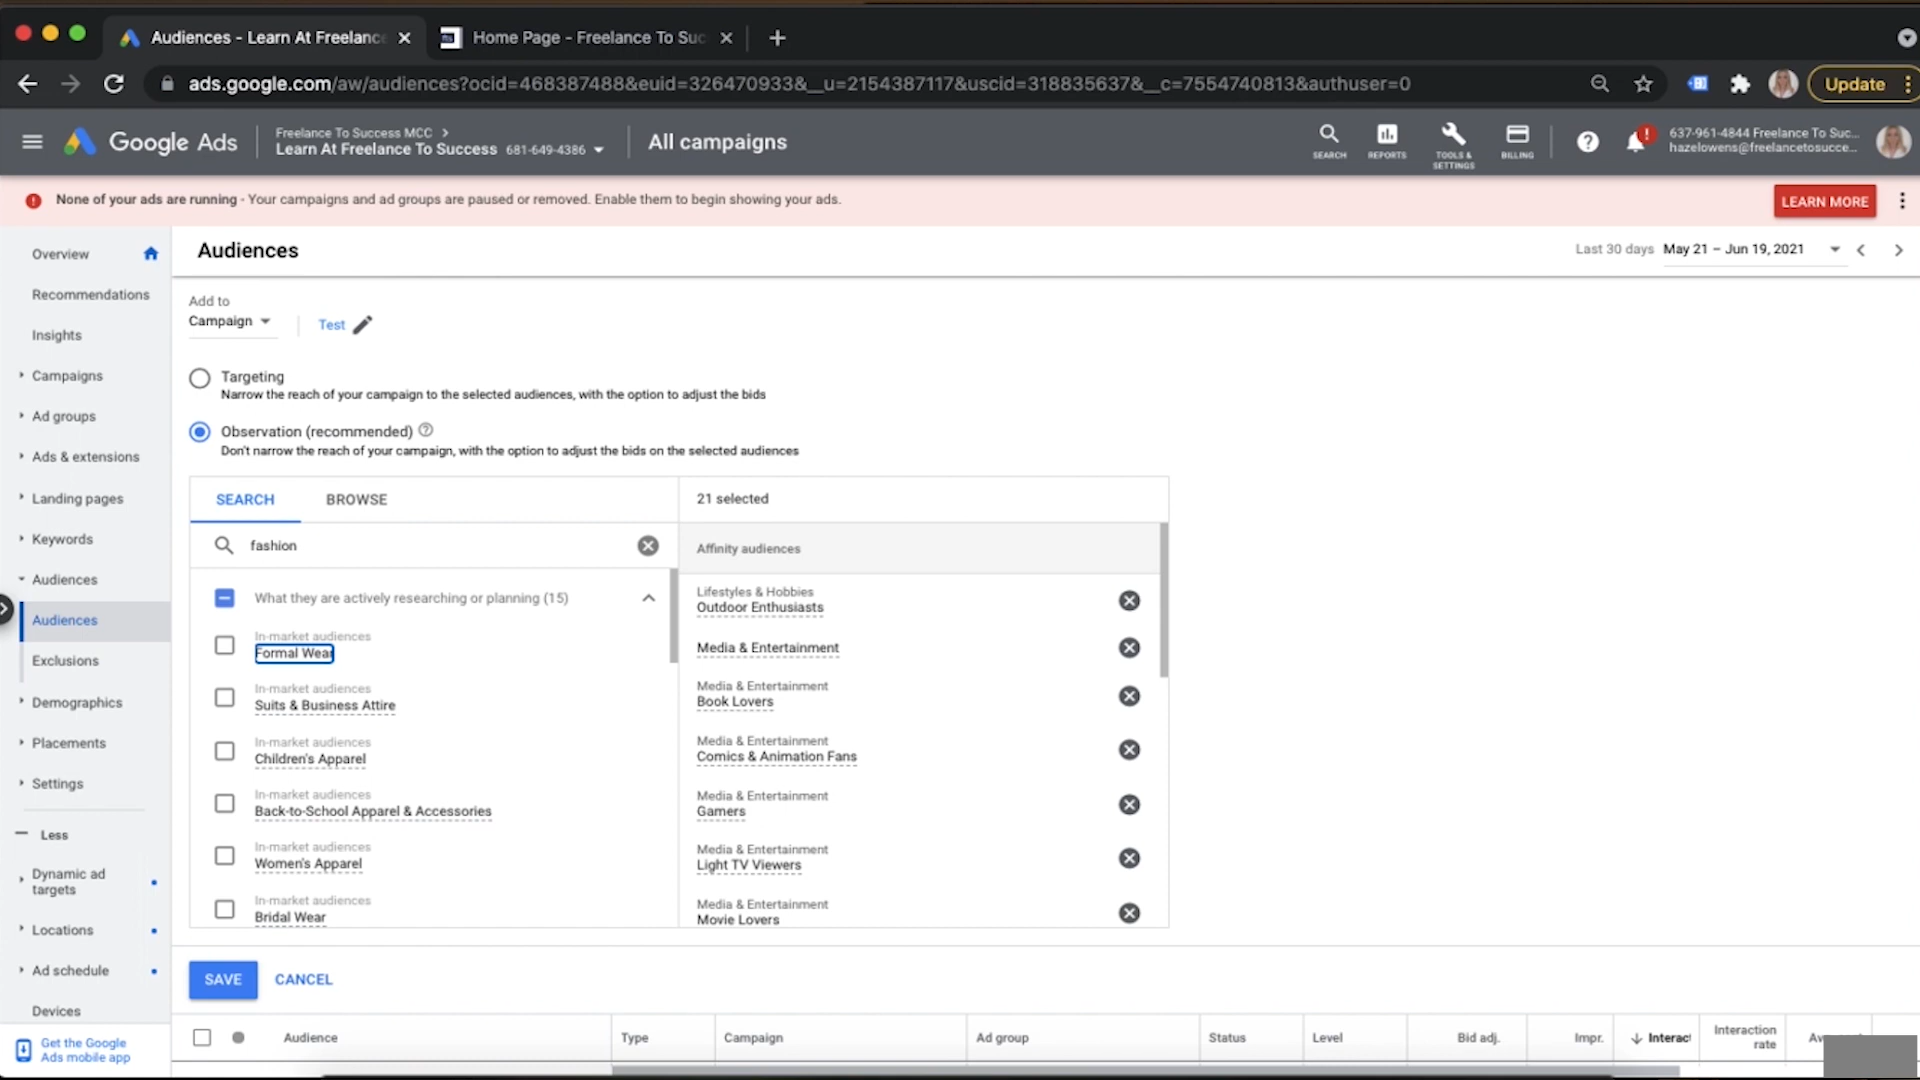 Audiences - Learn At Freelance
Home Page - Freelance To Suc
ads.google.com/aw/audiences?ocid=468387488&euid=326470933&__u=2154387117&uscid=318835637&__c=7554740813&authuser=0
Update
Google Ads
Freelance To Success MCC
Learn At Freelance To Success 681-649-4386
All campaigns
SEARCH
REPORTS
TOOLS & SETTINGS
BILLING
637-961-4844 Freelance To Suc...
hazelowens@freelancetosucce...
None of your ads are running - Your campaigns and ad groups are paused or removed. Enable them to begin showing your ads.
LEARN MORE
Overview
Recommendations
Insights
Campaigns
Ad groups
Ads & extensions
Landing pages
Keywords
Audiences
Audiences
Exclusions
Demographics
Placements
Settings
Less
Dynamic ad
targets
Locations
Ad schedule
Devices
Get the Google
Ads mobile app
Audiences
Last 30 days May 21 – Jun 19, 2021
Add to
Campaign
Test
Targeting
Narrow the reach of your campaign to the selected audiences, with the option to adjust the bids
Observation (recommended)
Don't narrow the reach of your campaign, with the option to adjust the bids on the selected audiences
SEARCH
BROWSE
fashion
What they are actively researching or planning (15)
In-market audiences
Formal Wear
In-market audiences
Suits & Business Attire
In-market audiences
Children's Apparel
In-market audiences
Back-to-School Apparel & Accessories
In-market audiences
Women's Apparel
In-market audiences
Bridal Wear
21 selected
Affinity audiences
Lifestyles & Hobbies
Outdoor Enthusiasts
Media & Entertainment
Media & Entertainment
Book Lovers
Media & Entertainment
Comics & Animation Fans
Media & Entertainment
Gamers
Media & Entertainment
Light TV Viewers
Media & Entertainment
Movie Lovers
SAVE
CANCEL
Audience
Type
Campaign
Ad group
Status
Level
Bid adj.
Impr.
Interact
Interaction
rate